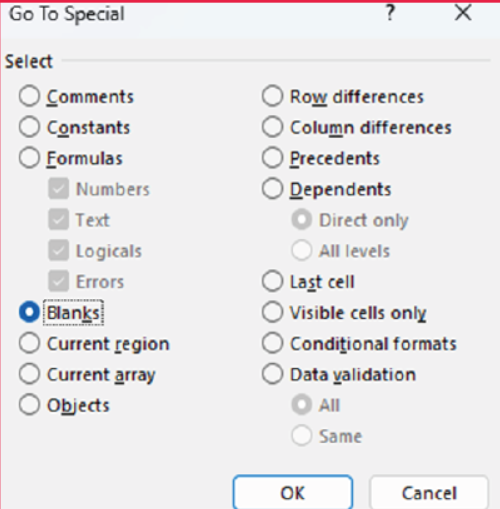 Go To Special ? ×
Select
Comments
Constants
Formulas
Numbers
Text
Logicals
Errors
Blanks
Current region
Current array
Objects
Row differences
Column differences
Precedents
Dependents
Direct only
All levels
Last cell
Visible cells only
Conditional formats
Data validation
All
Same
OK
Cancel